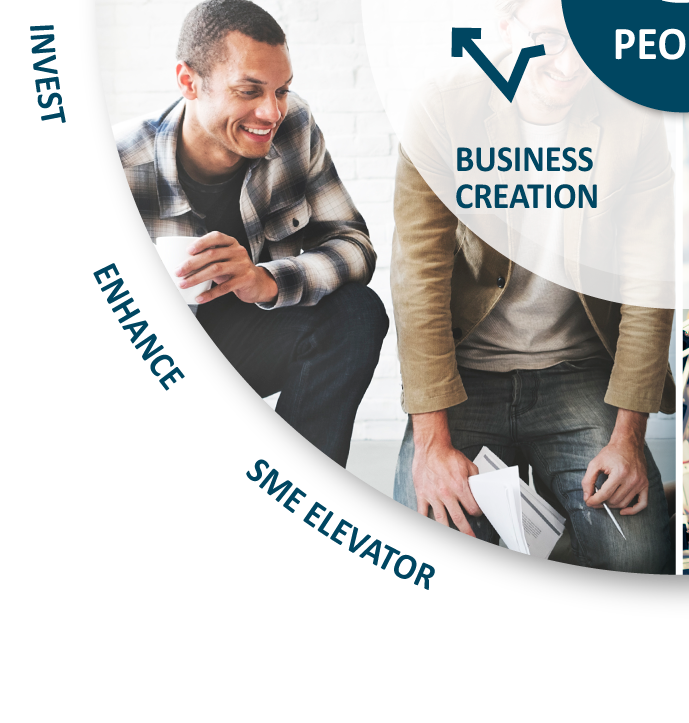 INVEST
PEO
BUSINESS
CREATION
ENHANCE
SME ELEVATOR